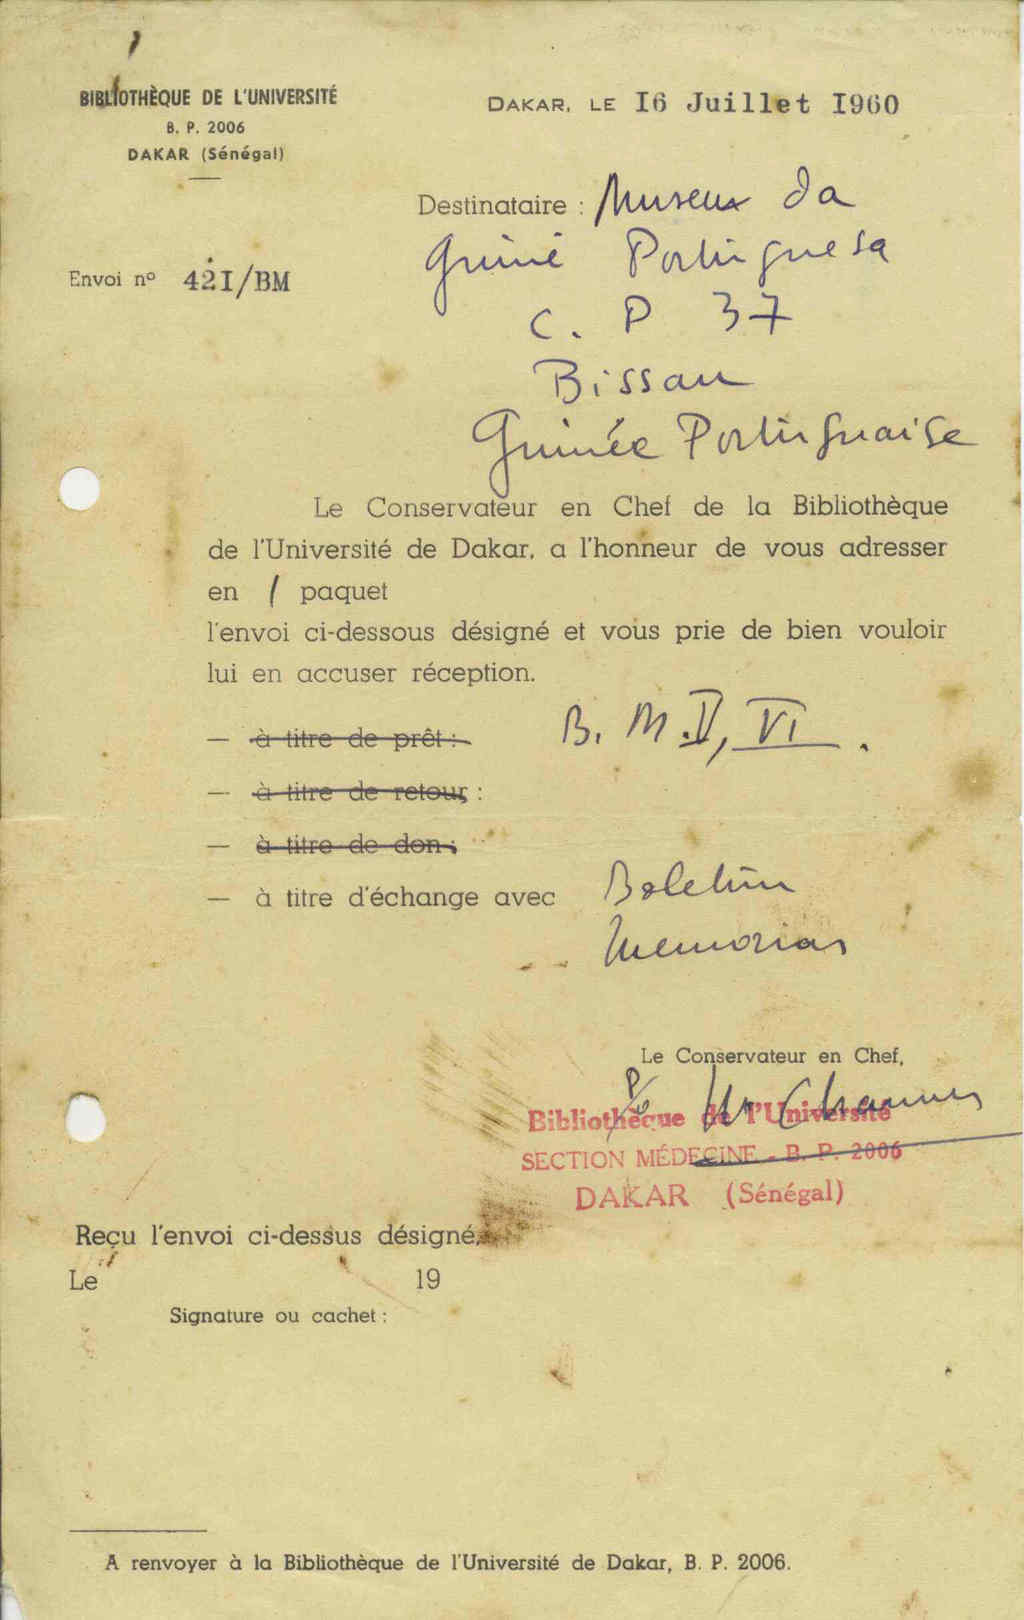 BIBLIOTHÈQUE DE L'UNIVERSITÉ
B. P. 2006
DAKAR (Sénégal)
DAKAR, LE 16 Juillet 1960
Destinataire : Museu da
Guiné Portuguesa
C. P 37
Bissau
Guinée Portugaise
Envoi nº 421/BM
Le Conservateur en Chef de la Bibliothèque
de l'Université de Dakar, a l'honneur de vous adresser
en 1 paquet
l'envoi ci-dessous désigné et vous prie de bien vouloir
lui en accuser réception.
— à titre de prêt : B. M. V, VI.
— à titre de retour :
— à titre de don :
— à titre d'échange avec Boletim
Memorias
Le Conservateur en Chef,
P/o
Bibliothèque de l'Université
SECTION MÉDECINE - B. P. 2006
DAKAR (Sénégal)
Reçu l'envoi ci-dessus désigné,
Le 19
Signature ou cachet :
A renvoyer à la Bibliothèque de l'Université de Dakar, B. P. 2006.